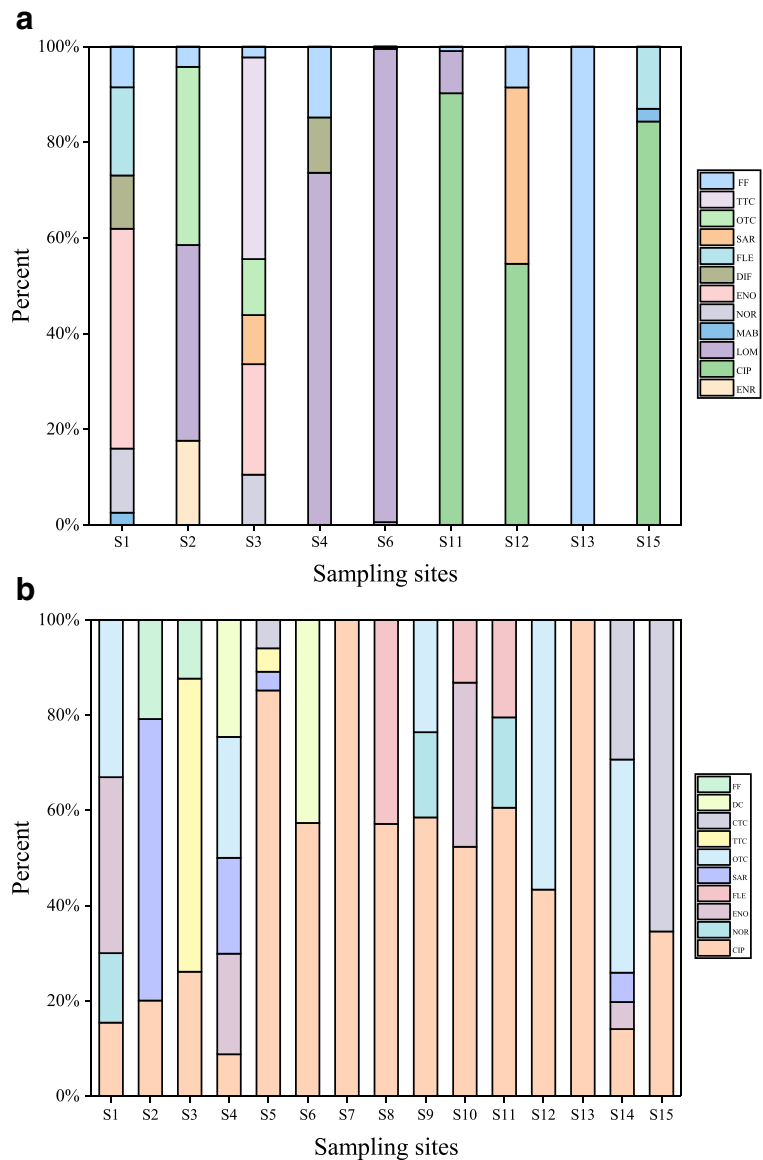 a
100%
80%
60%
40%
20%
0%
Percent
S1 S2 S3 S4 S6 S11 S12 S13 S15
Sampling sites
FF
TTC
OTC
SAR
FLE
DIF
ENO
NOR
MAB
LOM
CIP
ENR
b
100%
80%
60%
40%
20%
0%
Percent
S1 S2 S3 S4 S5 S6 S7 S8 S9 S10 S11 S12 S13 S14 S15
Sampling sites
FF
DC
CTC
TTC
OTC
SAR
FLE
ENO
NOR
CIP